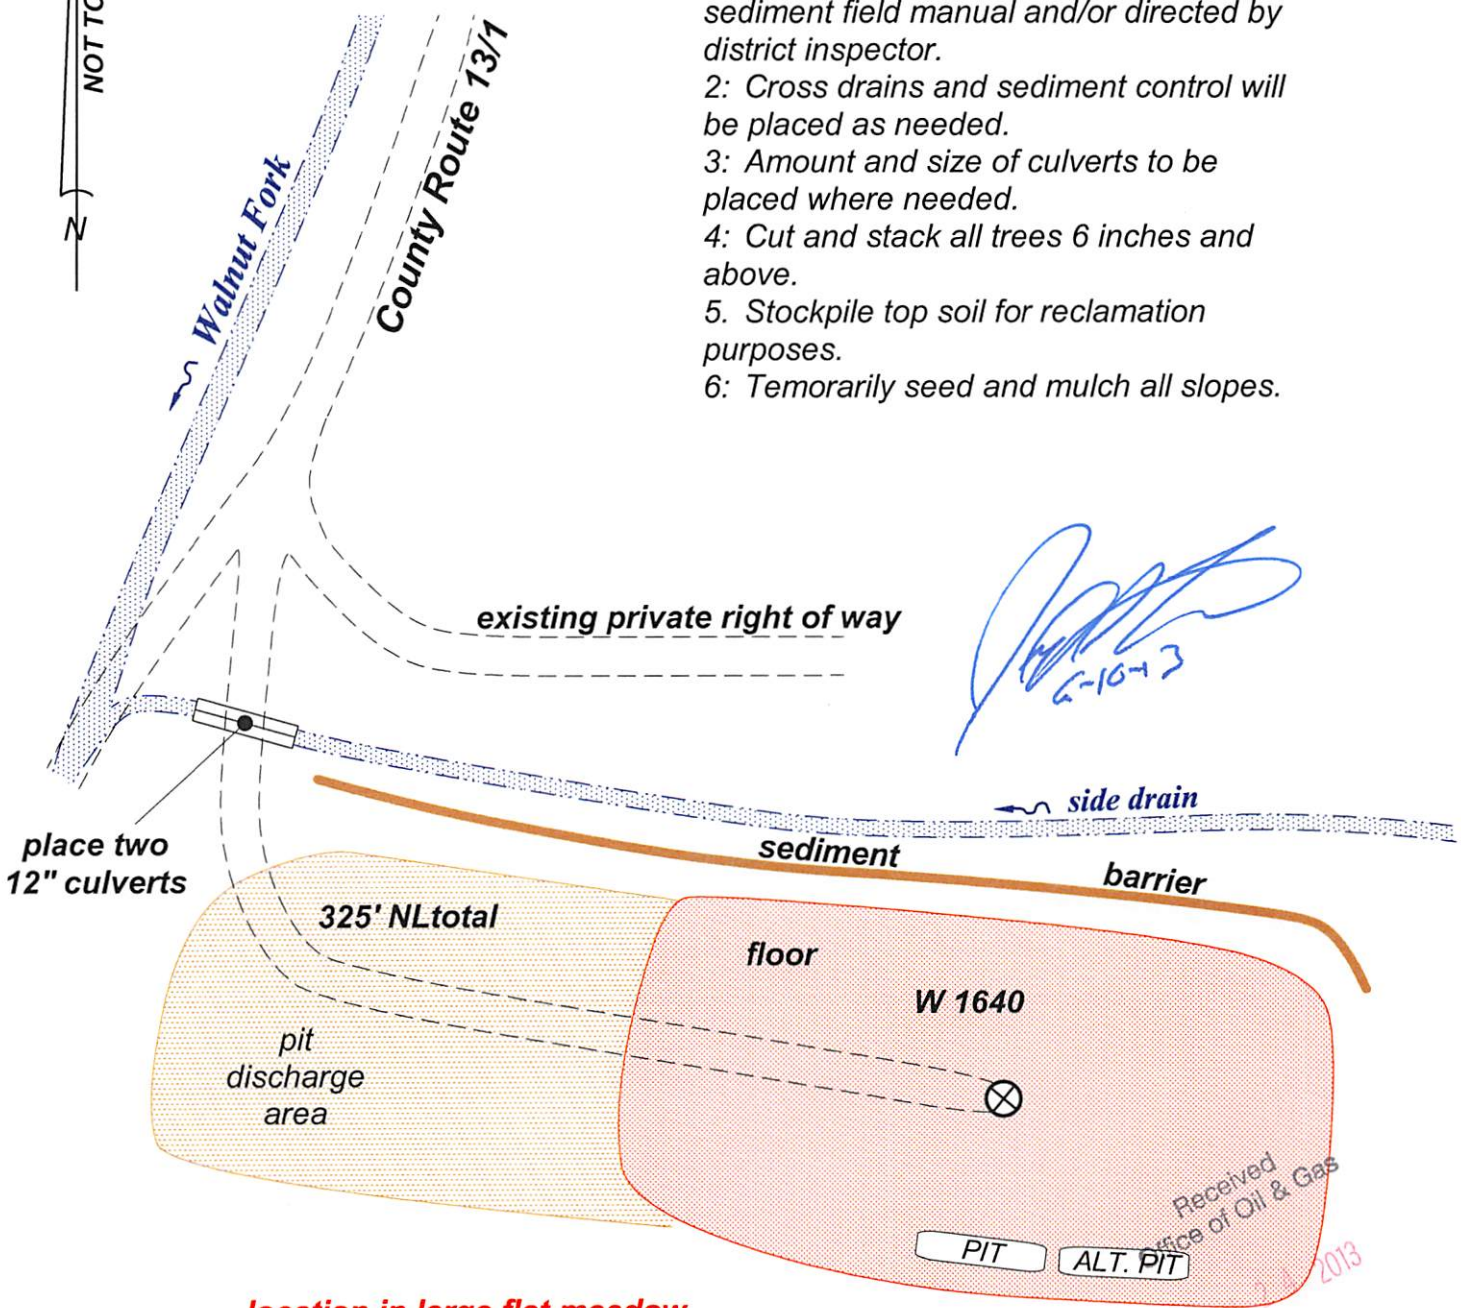 NOT TO
N
sediment field manual and/or directed by
district inspector.
2: Cross drains and sediment control will
be placed as needed.
3: Amount and size of culverts to be
placed where needed.
4: Cut and stack all trees 6 inches and
above.
5. Stockpile top soil for reclamation
purposes.
6: Temorarily seed and mulch all slopes.
Walnut Fork
County Route 13/1
existing private right of way
6-10-13
side drain
place two
12" culverts
sediment barrier
325' NLtotal
floor
W 1640
pit
discharge
area
Received
Office of Oil & Gas
2013
PIT
ALT. PIT
location in large flat meadow